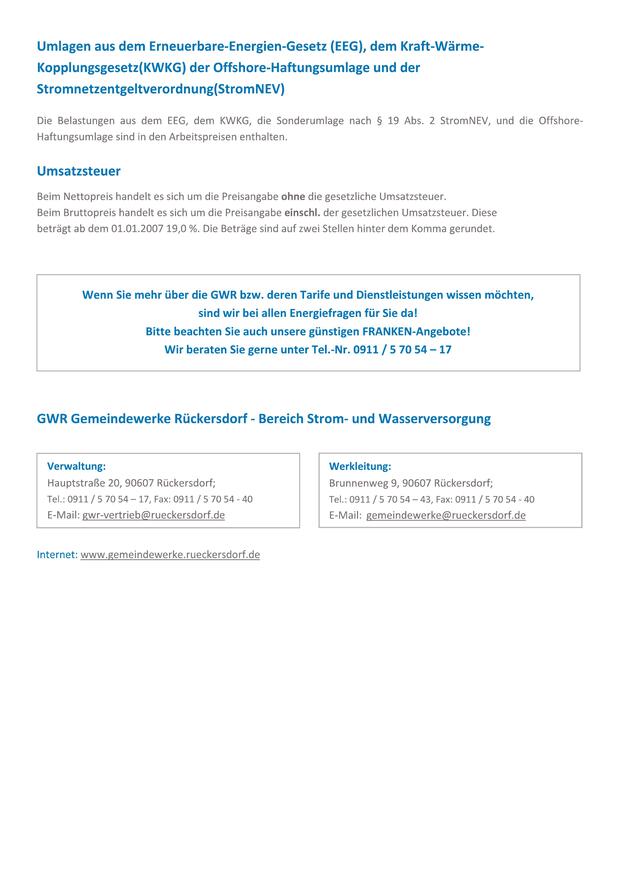 Umlagen aus dem Erneuerbare-Energien-Gesetz (EEG), dem Kraft-Wärme-
Kopplungsgesetz(KWKG) der Offshore-Haftungsumlage und der
Stromnetzentgeltverordnung(StromNEV)
Die Belastungen aus dem EEG, dem KWKG, die Sonderumlage nach § 19 Abs. 2 StromNEV, und die Offshore-
Haftungsumlage sind in den Arbeitspreisen enthalten.
Umsatzsteuer
Beim Nettopreis handelt es sich um die Preisangabe ohne die gesetzliche Umsatzsteuer.
Beim Bruttopreis handelt es sich um die Preisangabe einschl. der gesetzlichen Umsatzsteuer. Diese
beträgt ab dem 01.01.2007 19,0 %. Die Beträge sind auf zwei Stellen hinter dem Komma gerundet.
Wenn Sie mehr über die GWR bzw. deren Tarife und Dienstleistungen wissen möchten,
sind wir bei allen Energiefragen für Sie da!
Bitte beachten Sie auch unsere günstigen FRANKEN-Angebote!
Wir beraten Sie gerne unter Tel.-Nr. 0911 / 5 70 54 – 17
GWR Gemeindewerke Rückersdorf - Bereich Strom- und Wasserversorgung
Verwaltung:
Hauptstraße 20, 90607 Rückersdorf;
Tel.: 0911 / 5 70 54 – 17, Fax: 0911 / 5 70 54 - 40
E-Mail: gwr-vertrieb@rueckersdorf.de
Werkleitung:
Brunnenweg 9, 90607 Rückersdorf;
Tel.: 0911 / 5 70 54 – 43, Fax: 0911 / 5 70 54 - 40
E-Mail: gemeindewerke@rueckersdorf.de
Internet: www.gemeindewerke.rueckersdorf.de